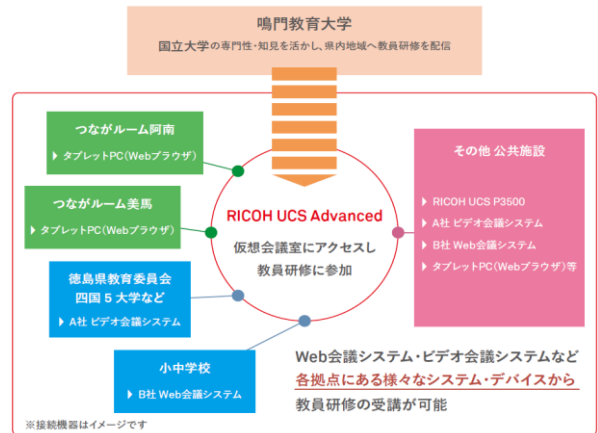 鳴門教育大学
国立大学の専門性・知見を活かし、県内地域へ教員研修を配信
つながルーム阿南
タブレットPC(Webブラウザ)
つながルーム美馬
タブレットPC(Webブラウザ)
徳島県教育委員会
四国5大学など
A社 ビデオ会議システム
小中学校
B社 Web会議システム
RICOH UCS Advanced
仮想会議室にアクセスし
教員研修に参加
その他 公共施設
RICOH UCS P3500
A社 ビデオ会議システム
B社 Web会議システム
タブレットPC(Webブラウザ)等
Web会議システム・ビデオ会議システムなど
各拠点にある様々なシステム・デバイスから
教員研修の受講が可能
※接続機器はイメージです